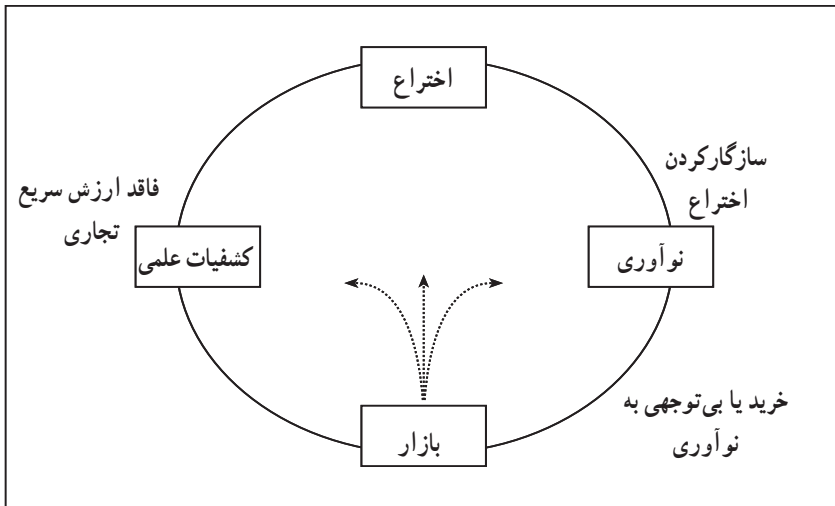 اختراع
سازگارکردن
اختراع
فاقد ارزش سریع
تجاری
نوآوری
کشفیات علمی
خرید یا بی‌توجهی به
نوآوری
بازار